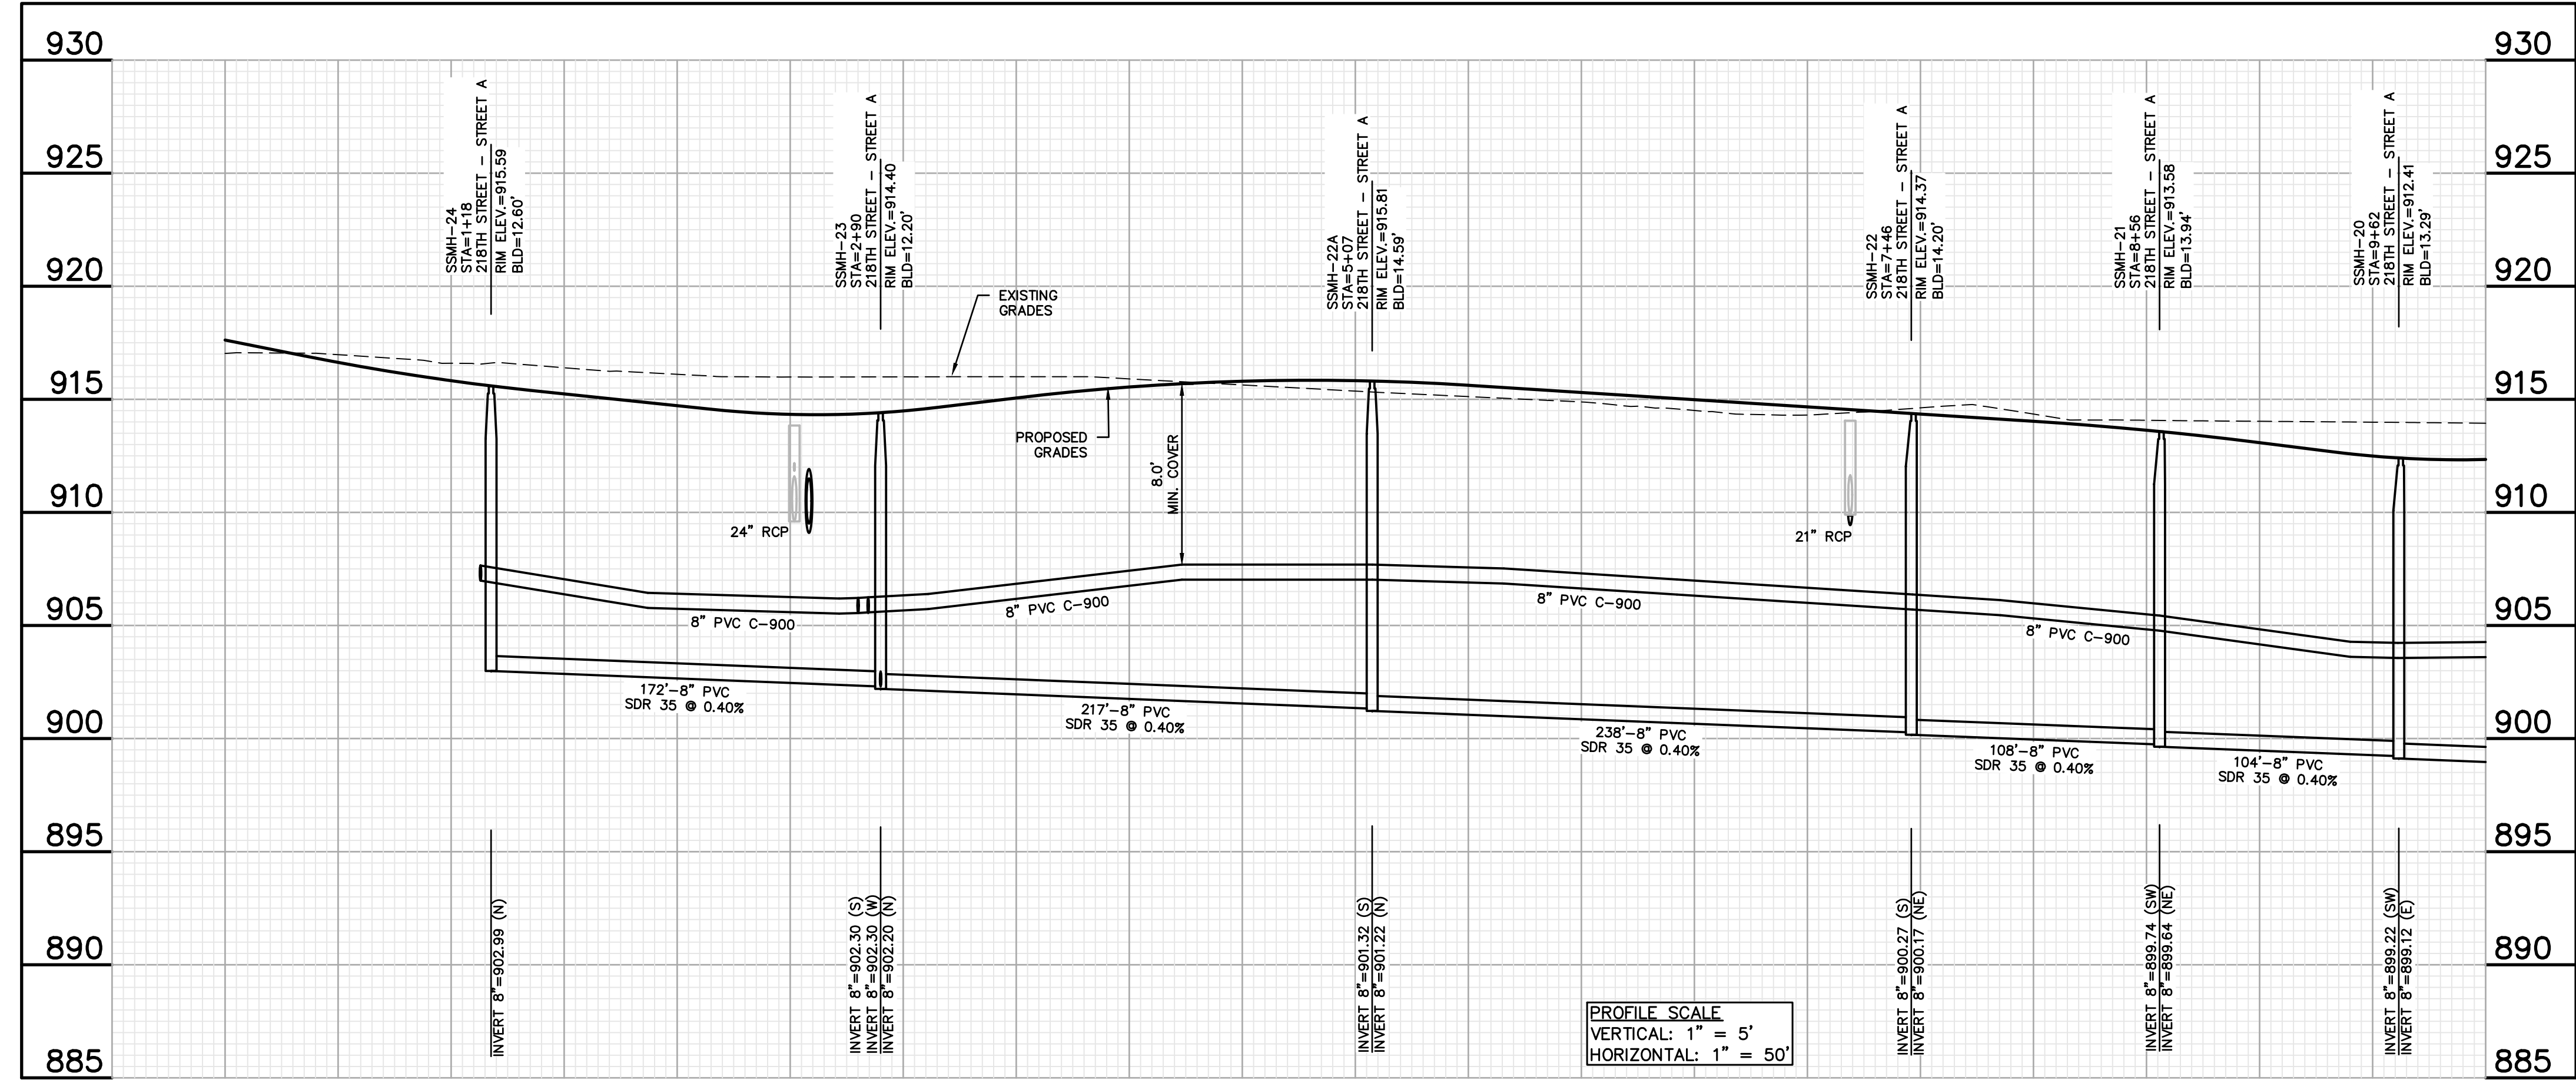 930
925
920
915
910
905
900
895
890
885
930
925
920
915
910
905
900
895
890
885
SSMH-24
STA=1+18
218TH STREET - STREET A
RIM ELEV.=915.59
BLD=12.60'
SSMH-23
STA=2+90
218TH STREET - STREET A
RIM ELEV.=914.40
BLD=12.20'
SSMH-22A
STA=5+07
218TH STREET - STREET A
RIM ELEV.=915.81
BLD=14.59'
SSMH-22
STA=7+46
218TH STREET - STREET A
RIM ELEV.=914.37
BLD=14.20'
SSMH-21
STA=8+56
218TH STREET - STREET A
RIM ELEV.=913.58
BLD=13.94'
SSMH-20
STA=9+62
218TH STREET - STREET A
RIM ELEV.=912.41
BLD=13.29'
EXISTING
GRADES
PROPOSED
GRADES
8.0'
MIN. COVER
24" RCP
21" RCP
8" PVC C-900
8" PVC C-900
8" PVC C-900
8" PVC C-900
172'-8" PVC
SDR 35 @ 0.40%
217'-8" PVC
SDR 35 @ 0.40%
238'-8" PVC
SDR 35 @ 0.40%
108'-8" PVC
SDR 35 @ 0.40%
104'-8" PVC
SDR 35 @ 0.40%
INVERT 8"=902.99 (N)
INVERT 8"=902.30 (S)
INVERT 8"=902.30 (W)
INVERT 8"=902.20 (N)
INVERT 8"=901.32 (S)
INVERT 8"=901.22 (N)
INVERT 8"=900.27 (S)
INVERT 8"=900.17 (NE)
INVERT 8"=899.74 (SW)
INVERT 8"=899.64 (NE)
INVERT 8"=899.22 (SW)
INVERT 8"=899.12 (E)
PROFILE SCALE
VERTICAL: 1" = 5'
HORIZONTAL: 1" = 50'